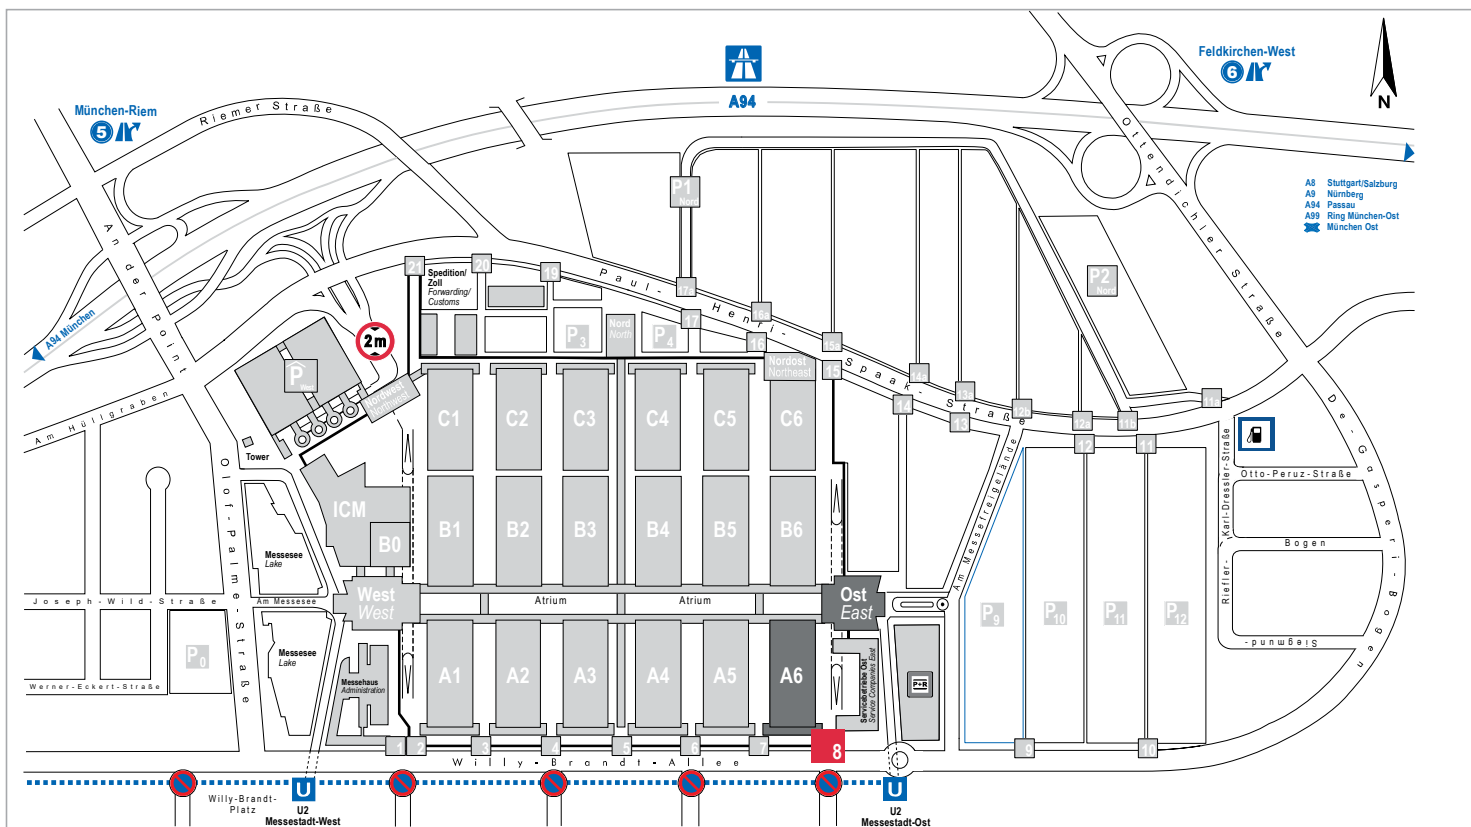 Feldkirchen-West
6
A94
N
München-Riem
5
Riemer Straße
Ottendichler Straße
A8 Stuttgart/Salzburg
A9 Nürnberg
A94 Passau
A99 Ring München-Ost
München Ost
P1
Nord
P2
Nord
An der Point
A94 München
21
20
19
Spedition/
Zoll
Forwarding/
Customs
Paul-Henri-Spaak-Straße
17a
16a
15a
14a
13a
12b
12a
11b
11a
17
16
15
14
13
12
11
P3
Nord
North
P4
2m
P
West
Nordwest
Northwest
Nordost
Northeast
Am Hüllgraben
Tower
C1
C2
C3
C4
C5
C6
De-Gasperi-Bogen
Karl-Dressler-Straße
Otto-Peruz-Straße
Olof-Palme-Straße
ICM
B0
B1
B2
B3
B4
B5
B6
Am Messefreigelände
Bogen
Riefler-
Siegmund-
Messesee
Lake
Joseph-Wild-Straße
Am Messesee
West
West
Atrium
Atrium
Ost
East
P9
P10
P11
P12
P0
Werner-Eckert-Straße
Messesee
Lake
Messehaus
Administration
A1
A2
A3
A4
A5
A6
Servicebetriebe Ost
Service Companies East
P+R
1
2
3
4
5
6
7
8
9
10
Willy-Brandt-Allee
Willy-Brandt-
Platz
U
U2
Messestadt-West
U
U2
Messestadt-Ost